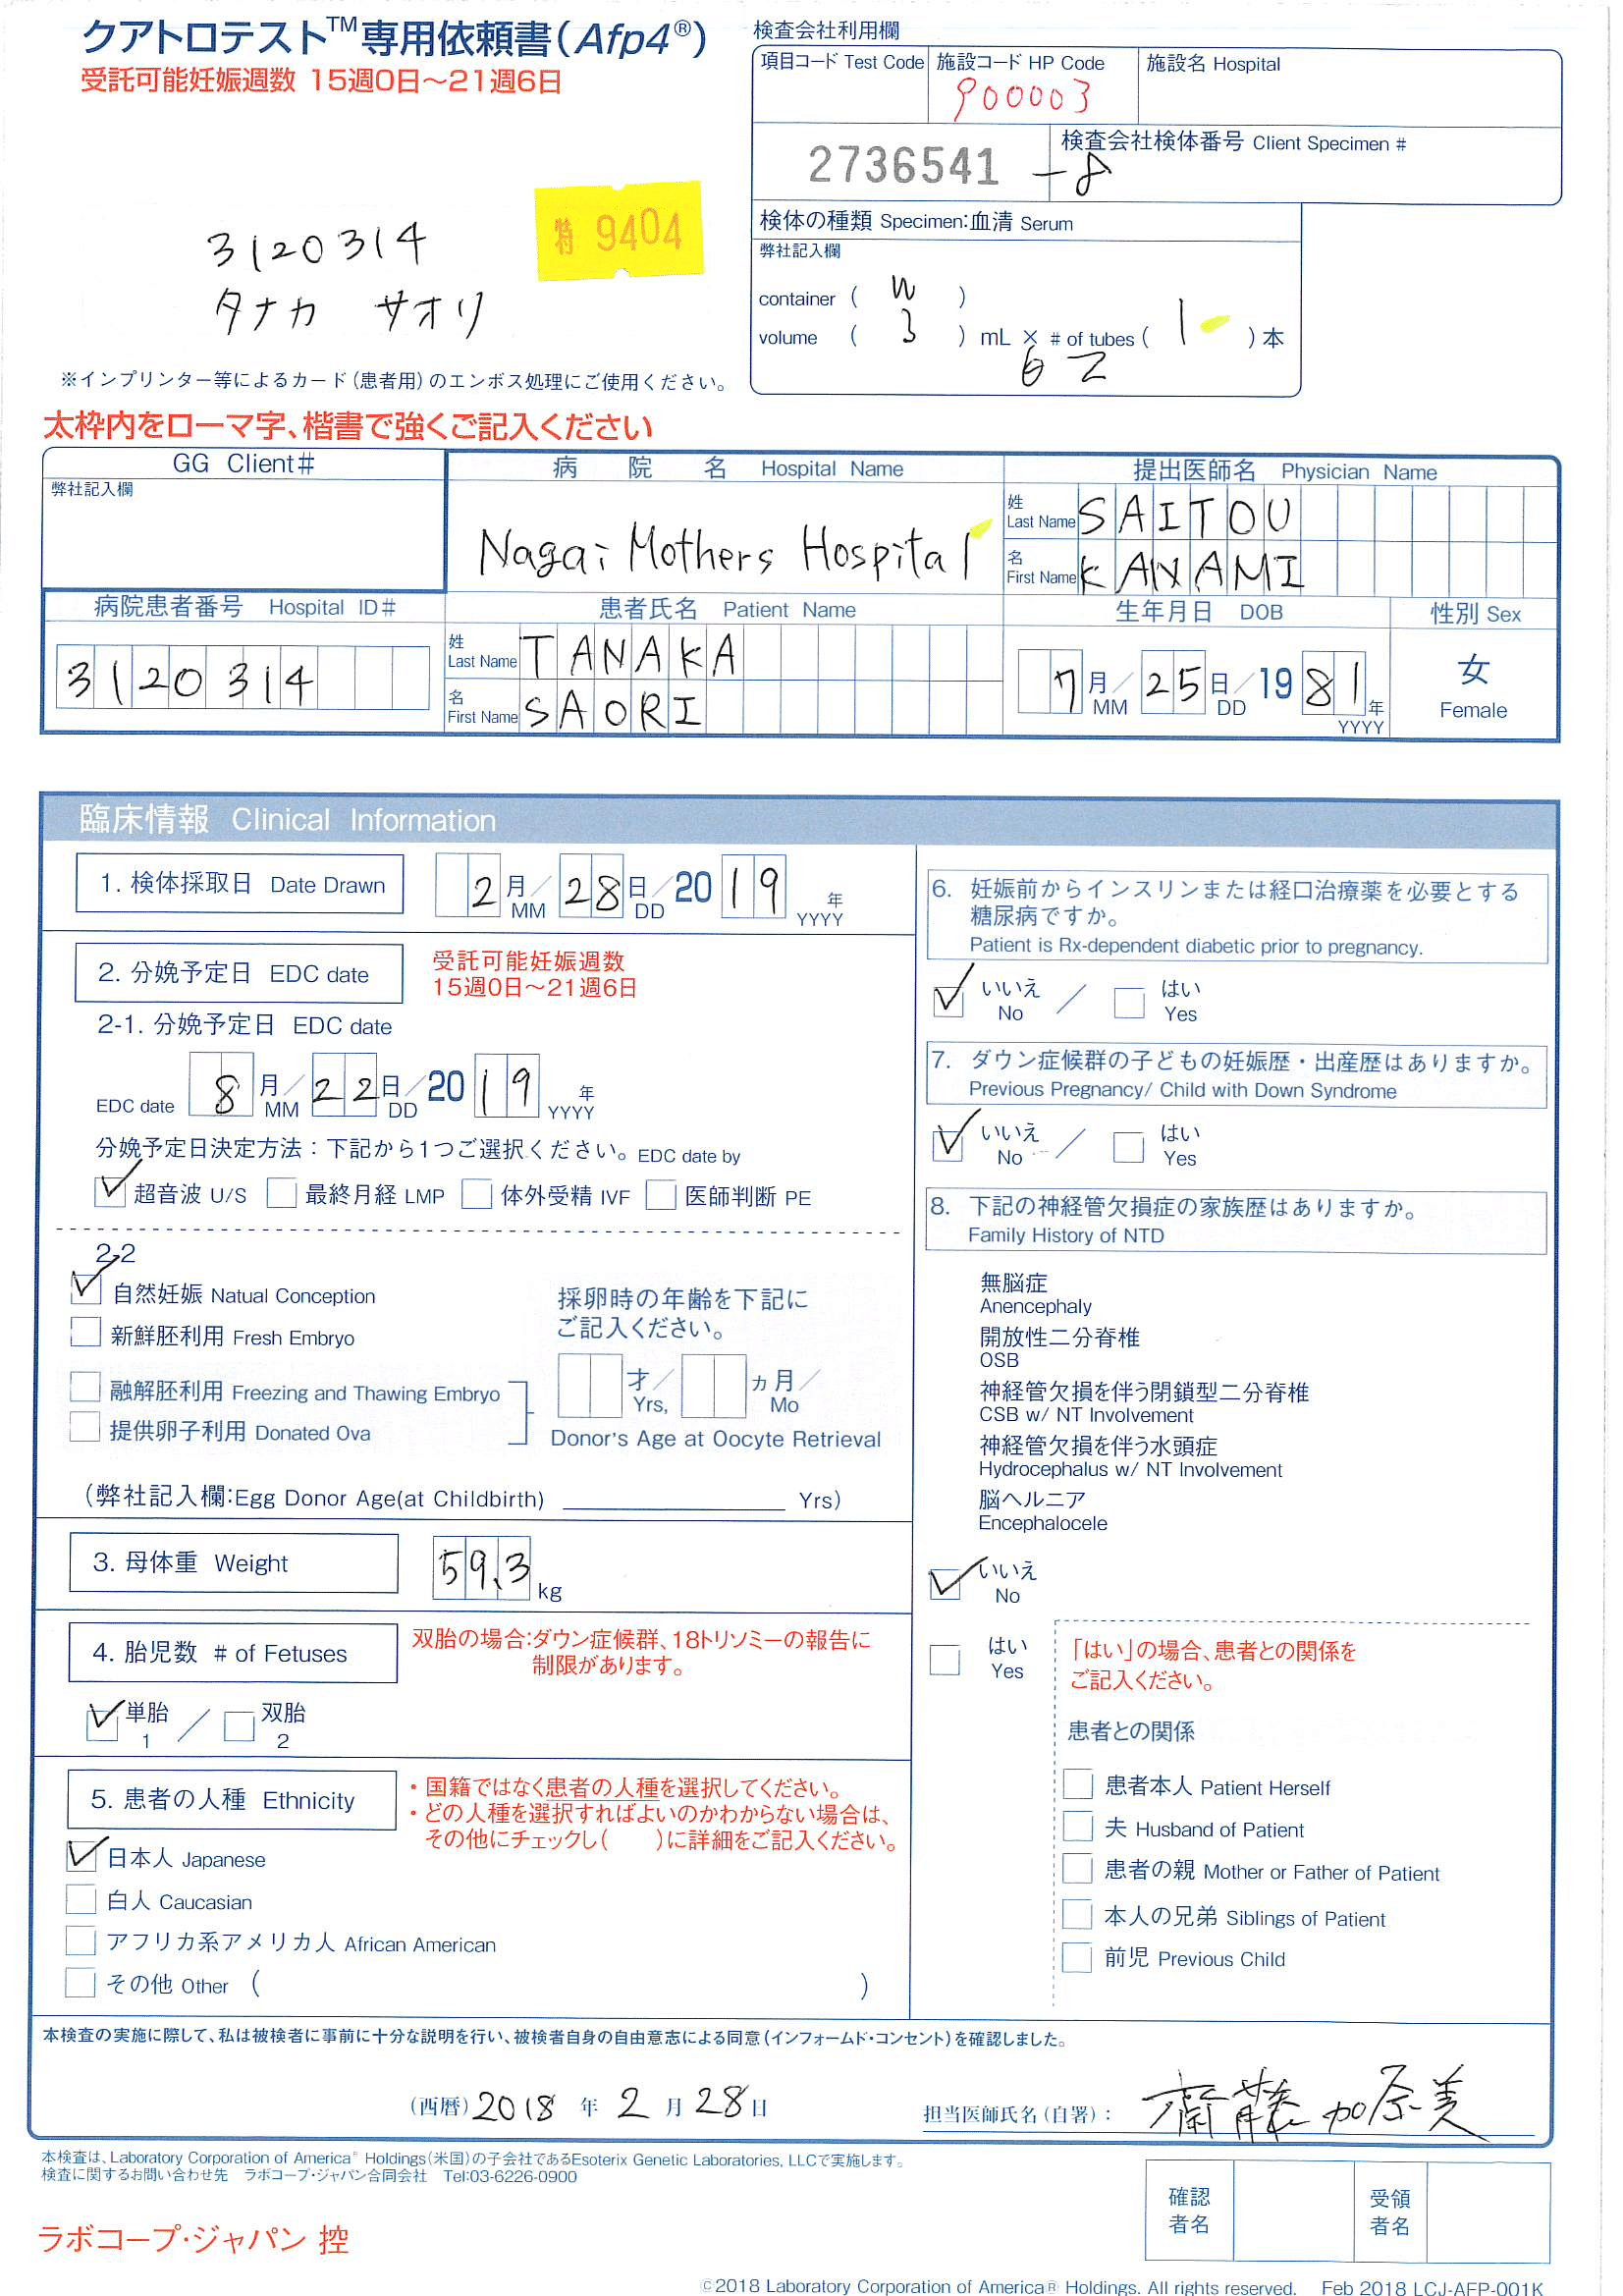 クアトロテスト™専用依頼書(Afp4®)
受託可能妊娠週数 15週0日～21週6日
検査会社利用欄
項目コード Test Code 施設コード HP Code 施設名 Hospital
900003
2736541 -8
検査会社検体番号 Client Specimen #
検体の種類 Specimen:血清 Serum
弊社記入欄
container ( W )
volume ( 3 ) mL × # of tubes ( 1 ) 本
62
3120314
タナカ サオリ
特 9404
※インプリンター等によるカード(患者用)のエンボス処理にご使用ください。
太枠内をローマ字、楷書で強くご記入ください
GG Client#
弊社記入欄
病院名 Hospital Name
Nagai Mothers Hospital
提出医師名 Physician Name
姓 Last Name SAITOU
名 First Name KANAMI
病院患者番号 Hospital ID#
3120314
患者氏名 Patient Name
姓 Last Name TANAKA
名 First Name SAORI
生年月日 DOB
7月/25日/1981年
MM DD YYYY
性別 Sex
女
Female
臨床情報 Clinical Information
1. 検体採取日 Date Drawn 2月/28日/2019年
MM DD YYYY
2. 分娩予定日 EDC date
受託可能妊娠週数
15週0日～21週6日
2-1. 分娩予定日 EDC date
EDC date 8月/22日/2019年
MM DD YYYY
分娩予定日決定方法：下記から1つご選択ください。EDC date by
超音波 U/S 最終月経 LMP 体外受精 IVF 医師判断 PE
2-2
自然妊娠 Natual Conception
新鮮胚利用 Fresh Embryo
融解胚利用 Freezing and Thawing Embryo
提供卵子利用 Donated Ova
採卵時の年齢を下記に
ご記入ください。
才/ ヵ月/
Yrs, Mo
Donor's Age at Oocyte Retrieval
(弊社記入欄:Egg Donor Age(at Childbirth) Yrs)
3. 母体重 Weight 59.3 kg
4. 胎児数 # of Fetuses
双胎の場合:ダウン症候群、18トリソミーの報告に
制限があります。
単胎 / 双胎
1 2
5. 患者の人種 Ethnicity
・国籍ではなく患者の人種を選択してください。
・どの人種を選択すればよいのかわからない場合は、
その他にチェックし( )に詳細をご記入ください。
日本人 Japanese
白人 Caucasian
アフリカ系アメリカ人 African American
その他 Other ( )
6. 妊娠前からインスリンまたは経口治療薬を必要とする
糖尿病ですか。
Patient is Rx-dependent diabetic prior to pregnancy.
いいえ / はい
No Yes
7. ダウン症候群の子どもの妊娠歴・出産歴はありますか。
Previous Pregnancy/ Child with Down Syndrome
いいえ / はい
No Yes
8. 下記の神経管欠損症の家族歴はありますか。
Family History of NTD
無脳症
Anencephaly
開放性二分脊椎
OSB
神経管欠損を伴う閉鎖型二分脊椎
CSB w/ NT Involvement
神経管欠損を伴う水頭症
Hydrocephalus w/ NT Involvement
脳ヘルニア
Encephalocele
いいえ
No
はい
Yes
「はい」の場合、患者との関係を
ご記入ください。
患者との関係
患者本人 Patient Herself
夫 Husband of Patient
患者の親 Mother or Father of Patient
本人の兄弟 Siblings of Patient
前児 Previous Child
本検査の実施に際して、私は被検者に事前に十分な説明を行い、被検者自身の自由意志による同意(インフォームド・コンセント)を確認しました。
(西暦) 2018 年 2 月 28 日
担当医師氏名(自署)： 齋藤加奈美
本検査は、Laboratory Corporation of America® Holdings(米国)の子会社であるEsoterix Genetic Laboratories, LLCで実施します。
検査に関するお問い合わせ先 ラボコープ・ジャパン合同会社 Tel:03-6226-0900
ラボコープ・ジャパン 控
確認者名 受領者名
©2018 Laboratory Corporation of America® Holdings. All rights reserved. Feb 2018 LCJ-AFP-001K